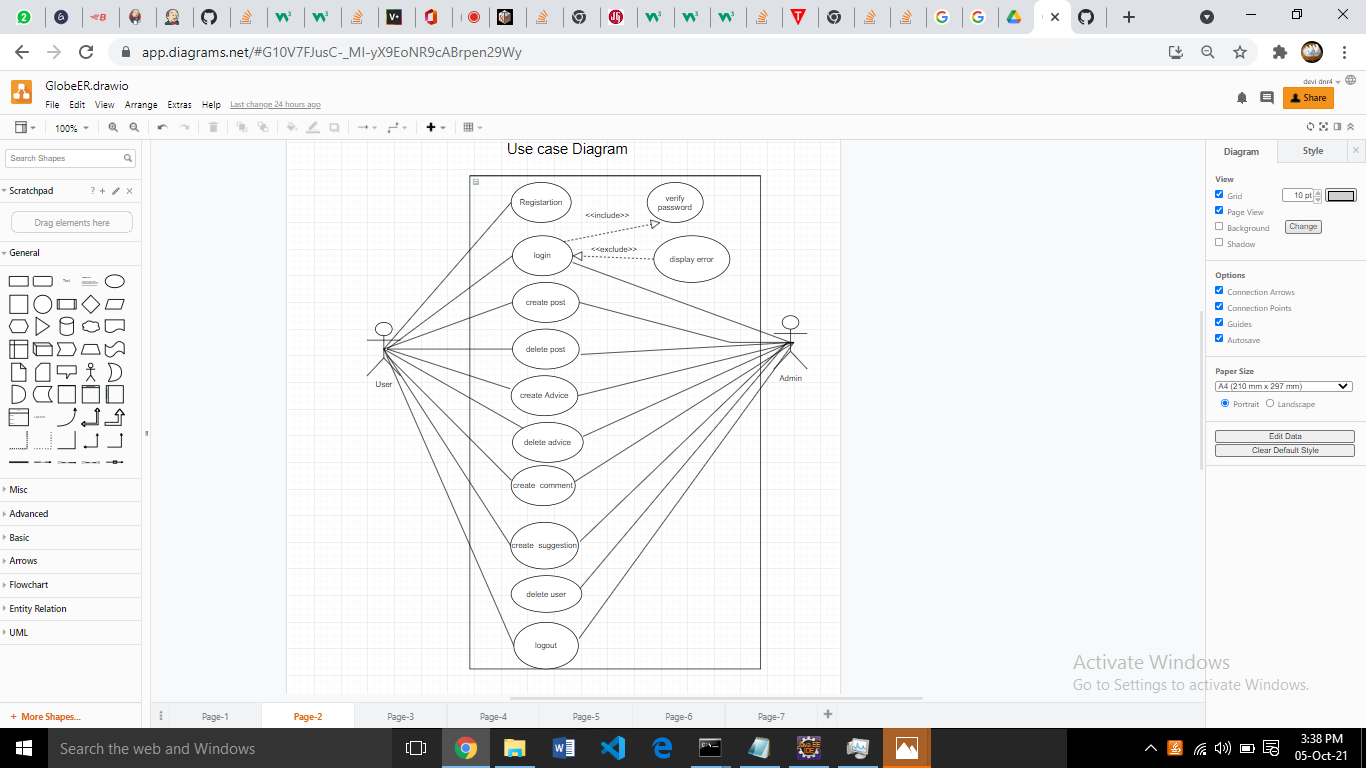 app.diagrams.net/#G10V7FJusC-_MI-yX9EoNR9cABrpen29Wy
GlobeER.drawio
devi dnr4
File Edit View Arrange Extras Help Last change 24 hours ago
Share
100%
Search Shapes
Scratchpad
Drag elements here
General
Text
Misc
Advanced
Basic
Arrows
Flowchart
Entity Relation
UML
+ More Shapes...
Use case Diagram
Registartion
verify
password
<<include>>
login
<<exclude>>
display error
create post
delete post
User
Admin
create Advice
delete advice
create comment
create suggestion
delete user
logout
Diagram
Style
View
Grid
10 pt
Page View
Background
Change
Shadow
Options
Connection Arrows
Connection Points
Guides
Autosave
Paper Size
A4 (210 mm x 297 mm)
Portrait
Landscape
Edit Data
Clear Default Style
Activate Windows
Go to Settings to activate Windows.
Page-1
Page-2
Page-3
Page-4
Page-5
Page-6
Page-7
Search the web and Windows
3:38 PM
05-Oct-21